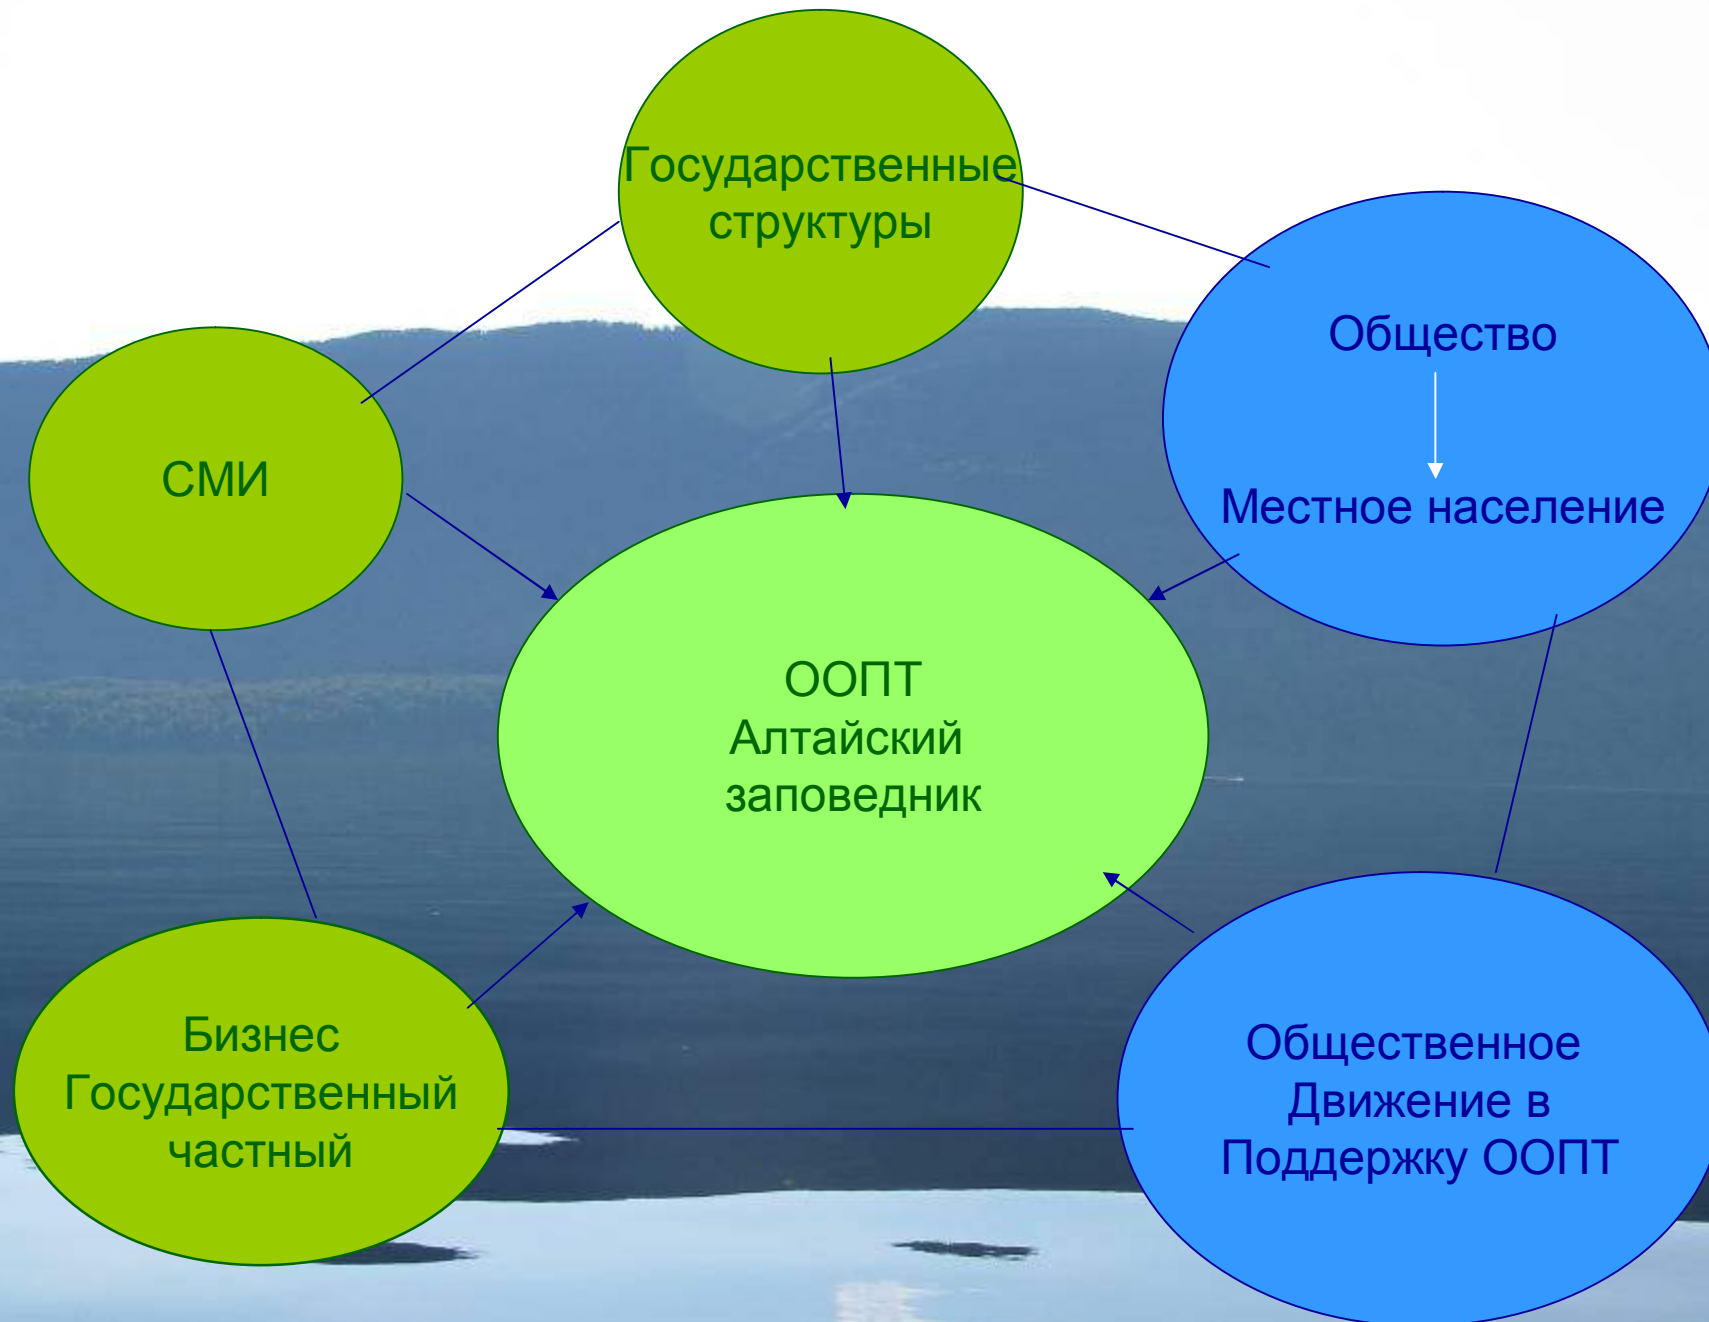 Государственные
структуры
Общество
Местное население
СМИ
ООПТ
Алтайский
заповедник
Бизнес
Государственный
частный
Общественное
Движение в
Поддержку ООПТ